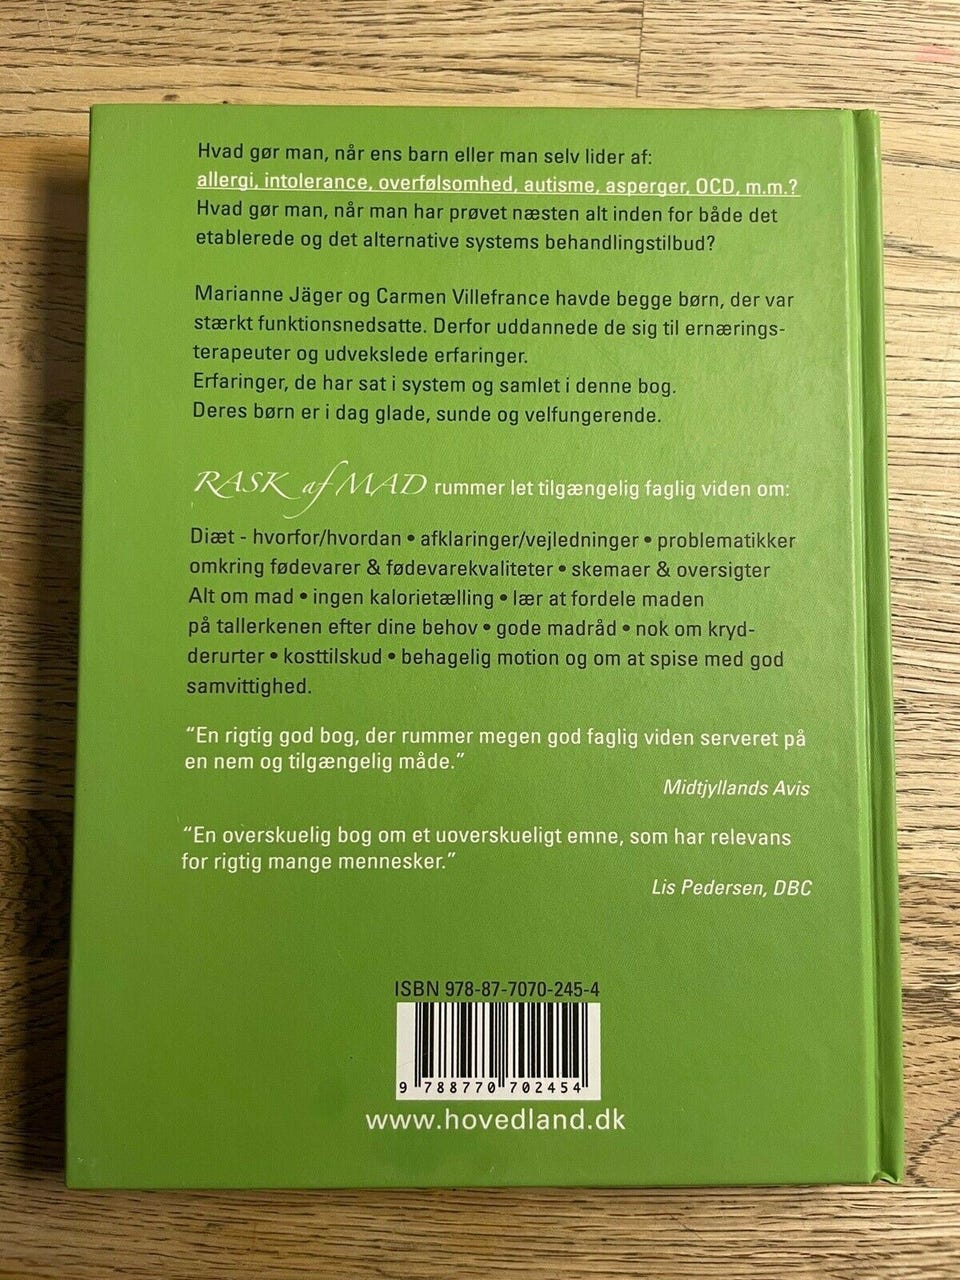 Hvad gør man, når ens barn eller man selv lider af:
allergi, intolerance, overfølsomhed, autisme, asperger, OCD, m.m.?
Hvad gør man, når man har prøvet næsten alt inden for både det
etablerede og det alternative systems behandlingstilbud?
Marianne Jäger og Carmen Villefrance havde begge børn, der var
stærkt funktionsnedsatte. Derfor uddannede de sig til ernærings-
terapeuter og udvekslede erfaringer.
Erfaringer, de har sat i system og samlet i denne bog.
Deres børn er i dag glade, sunde og velfungerende.
RASK af MAD rummer let tilgængelig faglig viden om:
Diæt - hvorfor/hvordan • afklaringer/vejledninger • problematikker
omkring fødevarer & fødevarekvaliteter • skemaer & oversigter
Alt om mad • ingen kalorietælling • lær at fordele maden
på tallerkenen efter dine behov • gode madråd • nok om kryd-
derurter • kosttilskud • behagelig motion og om at spise med god
samvittighed.
“En rigtig god bog, der rummer megen god faglig viden serveret på
en nem og tilgængelig måde.”
Midtjyllands Avis
“En overskuelig bog om et uoverskueligt emne, som har relevans
for rigtig mange mennesker.”
Lis Pedersen, DBC
ISBN 978-87-7070-245-4
9 788770 702454
www.hovedland.dk